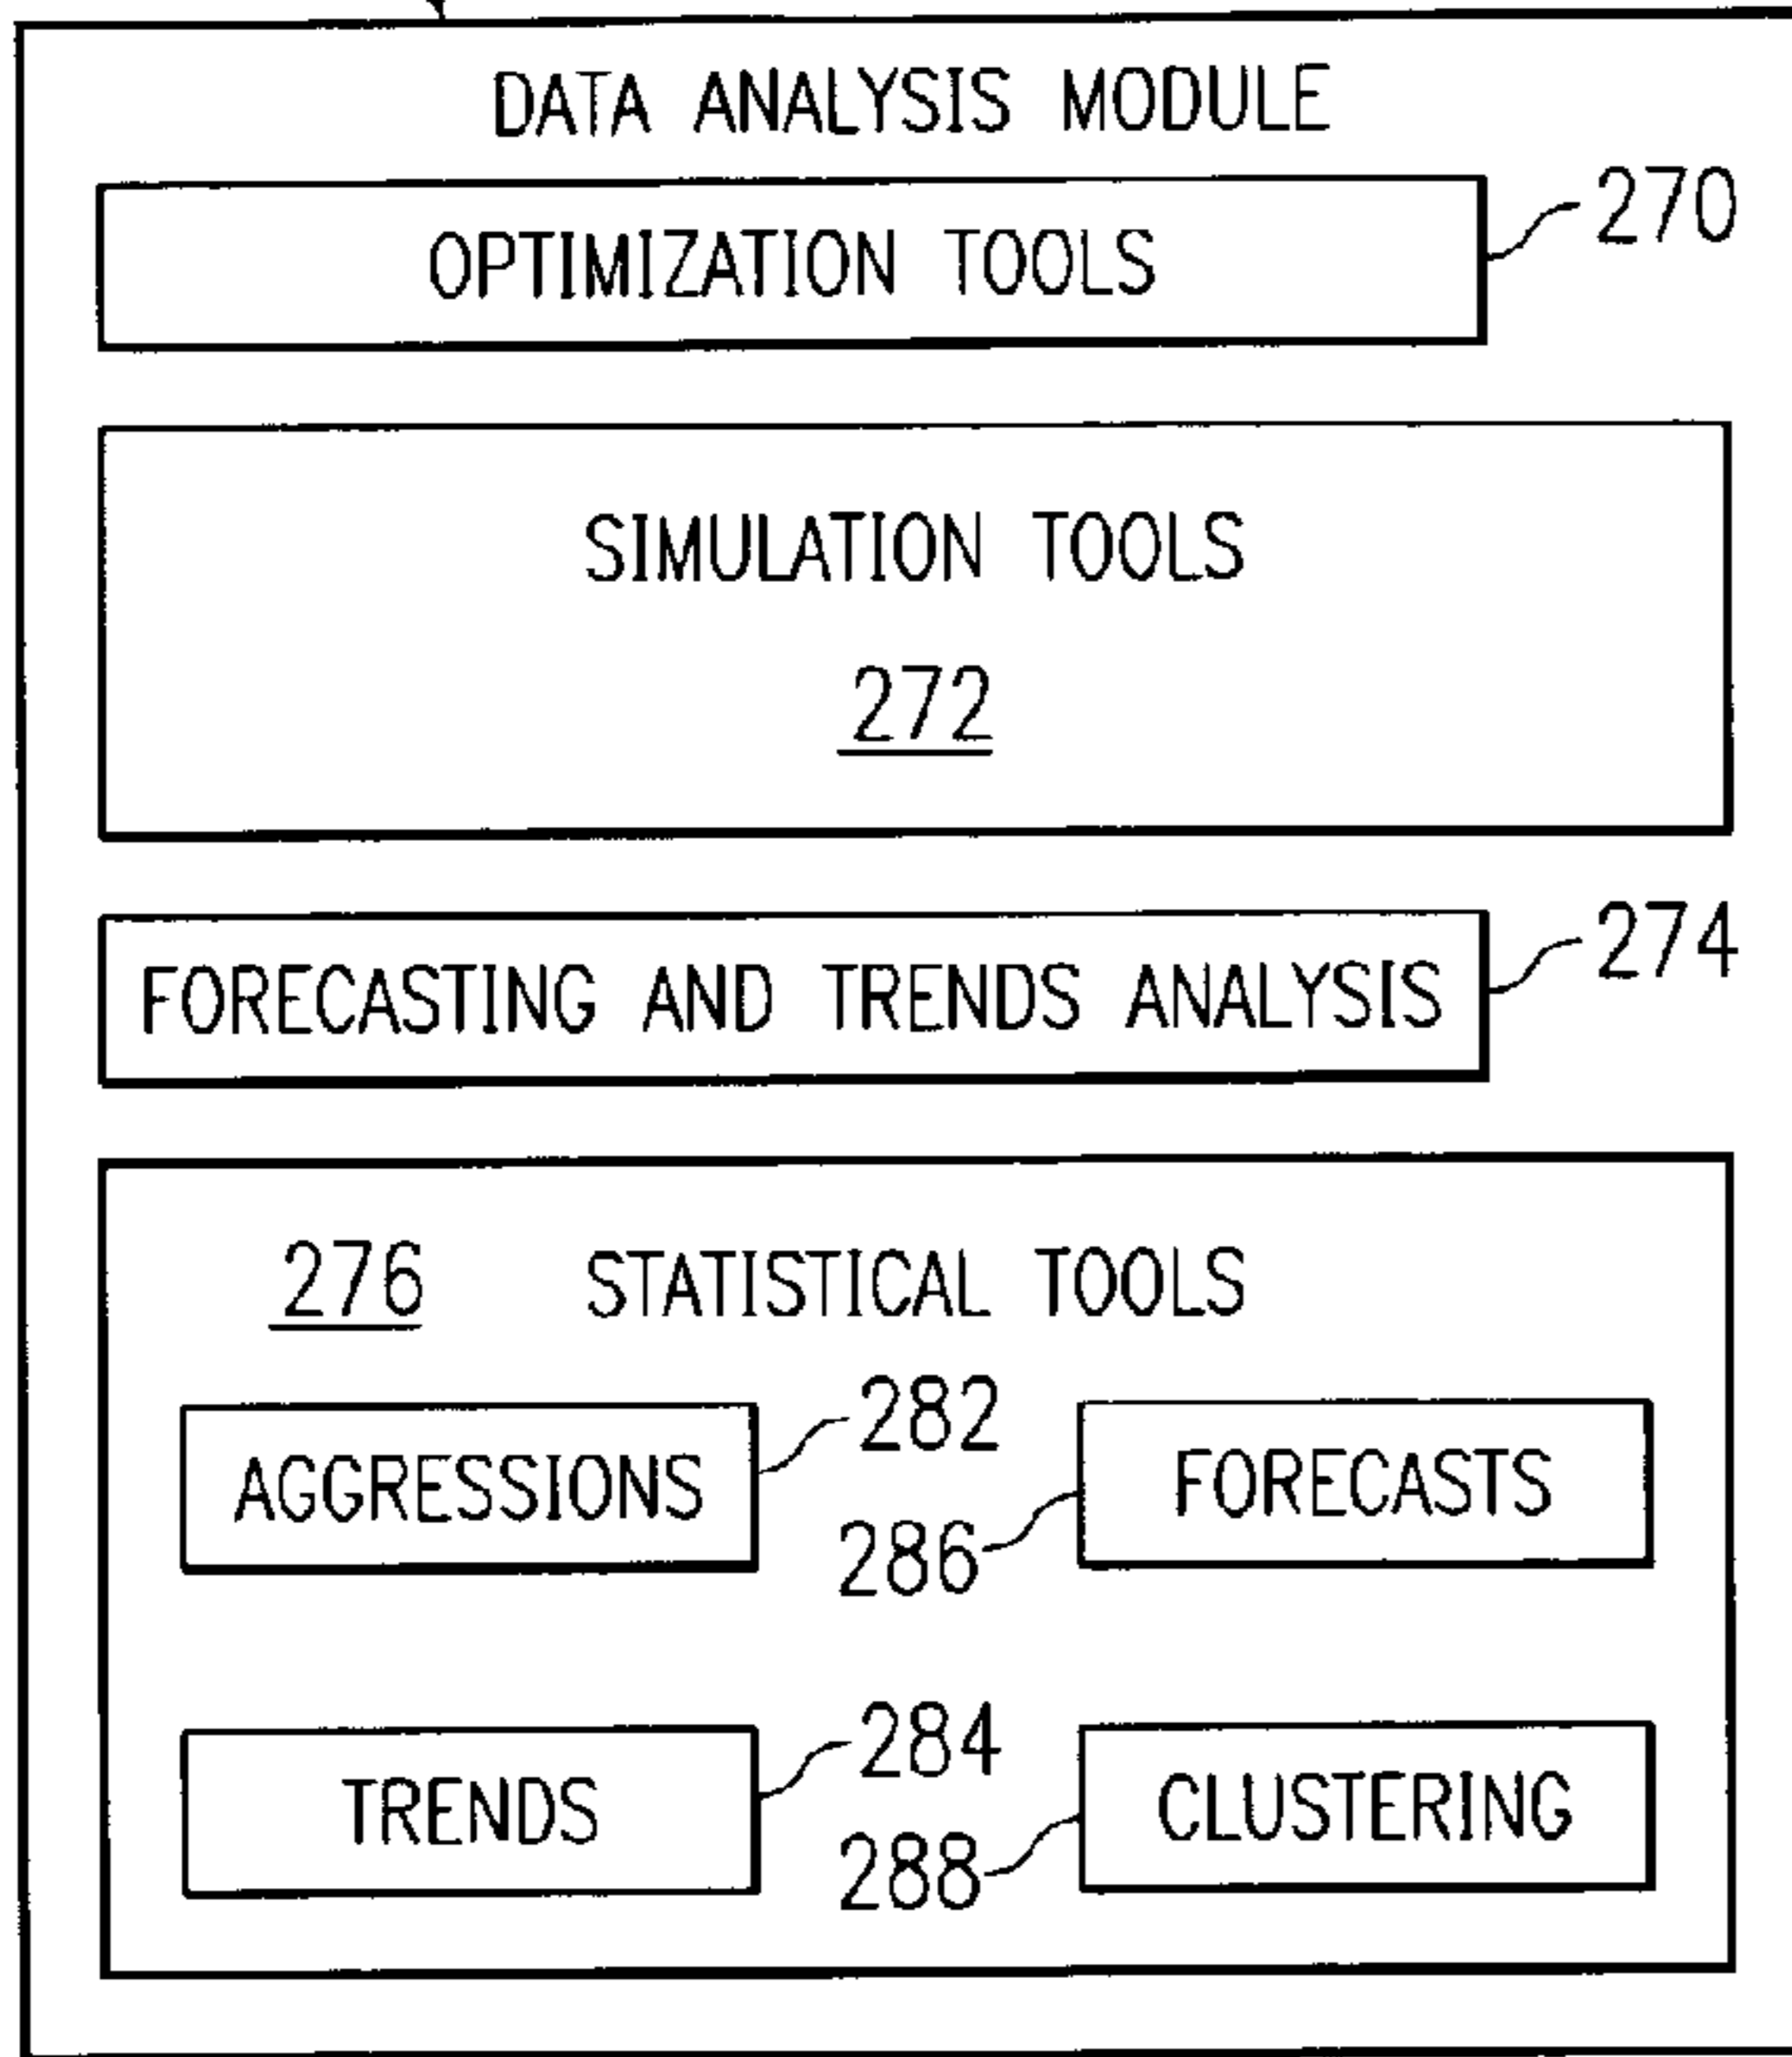 DATA ANALYSIS MODULE
OPTIMIZATION TOOLS
270
SIMULATION TOOLS
272
FORECASTING AND TRENDS ANALYSIS
274
276 STATISTICAL TOOLS
AGGRESSIONS
282
286
FORECASTS
TRENDS
284
288
CLUSTERING